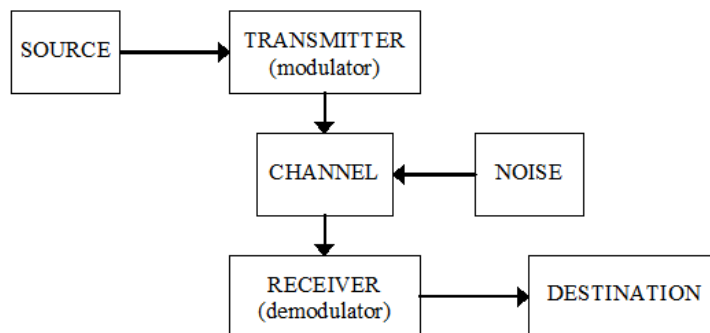 SOURCE
TRANSMITTER
(modulator)
CHANNEL
NOISE
RECEIVER
(demodulator)
DESTINATION